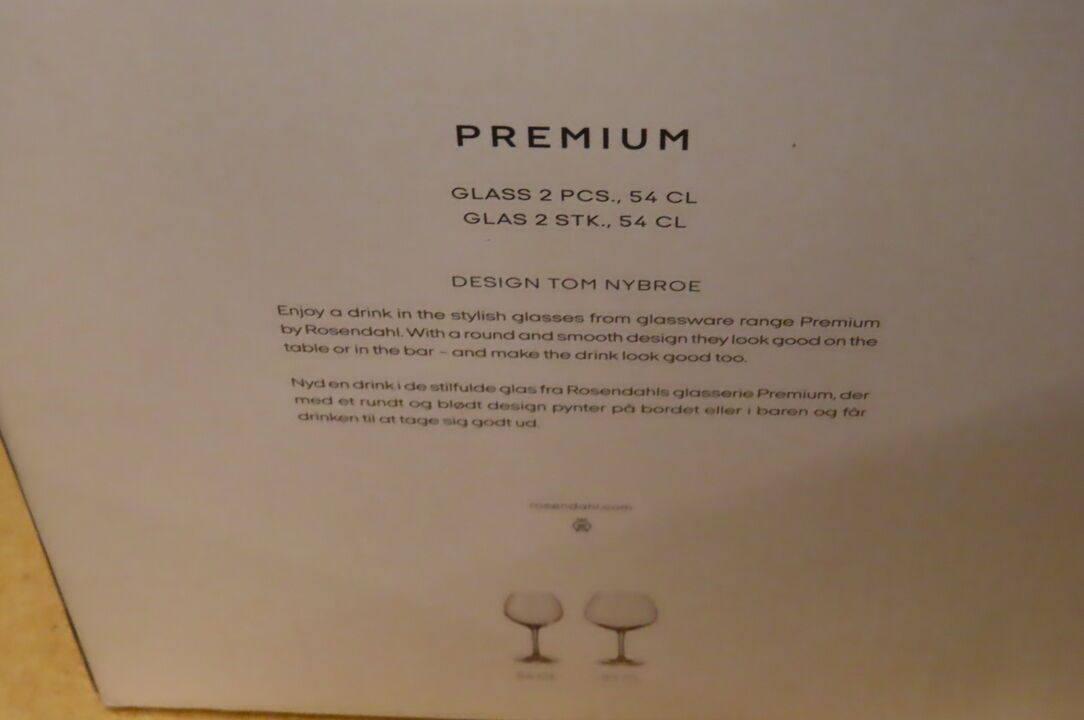 PREMIUM
GLASS 2 PCS., 54 CL
GLAS 2 STK., 54 CL
DESIGN TOM NYBROE
Enjoy a drink in the stylish glasses from glassware range Premium
by Rosendahl. With a round and smooth design they look good on the
table or in the bar – and make the drink look good too.
Nyd en drink i de stilfulde glas fra Rosendahls glasserie Premium, der
med et rundt og blødt design pynter på bordet eller i baren og får
drinken til at tage sig godt ud.
rosendahl.com